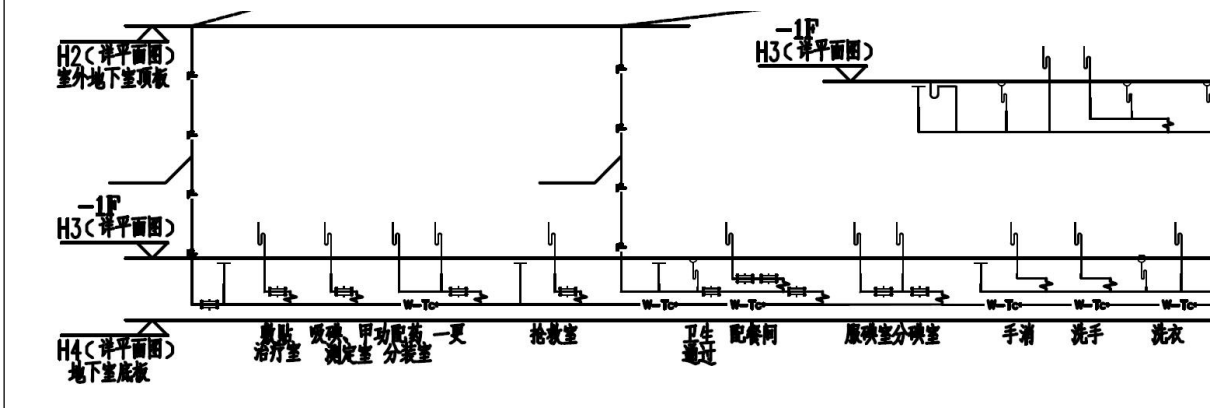 H2(详平面图)
室外地下室顶板
-1F
H3(详平面图)
-1F
H3(详平面图)
W-Tc W-Tc W-Tc W-Tc W-Tc W-Tc
H4(详平面图)
地下室底板
敷贴
治疗室
吸碘、甲功
测定室
配药
分装室
一更
抢救室
卫生
通过
配餐间
服碘室
分碘室
手消
洗手
洗衣